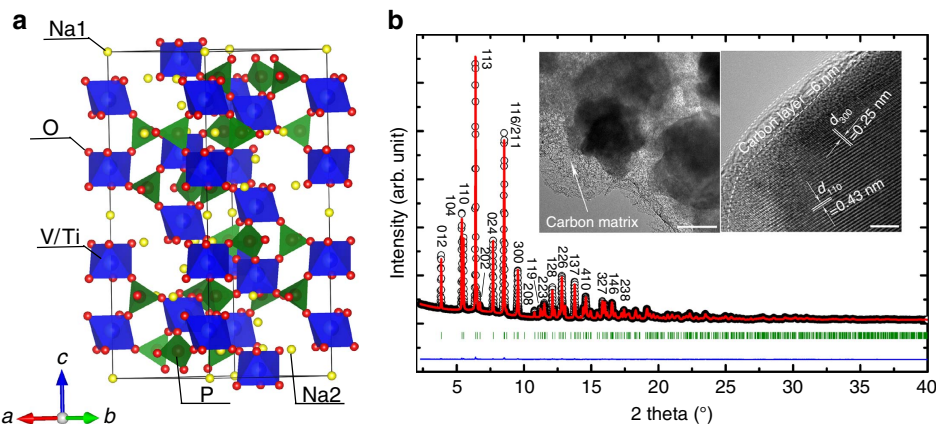 a
Na1
O
V/Ti
P
Na2
c
a
b
b
Intensity (arb. unit)
012
104
110
113
202
024
116/211
300
119
223
208
128
226
137
410
327
149
238
Carbon matrix
Carbon layer ~6 nm
d300
=0.25 nm
d110
=0.43 nm
5
10
15
20
25
30
35
40
2 theta (°)